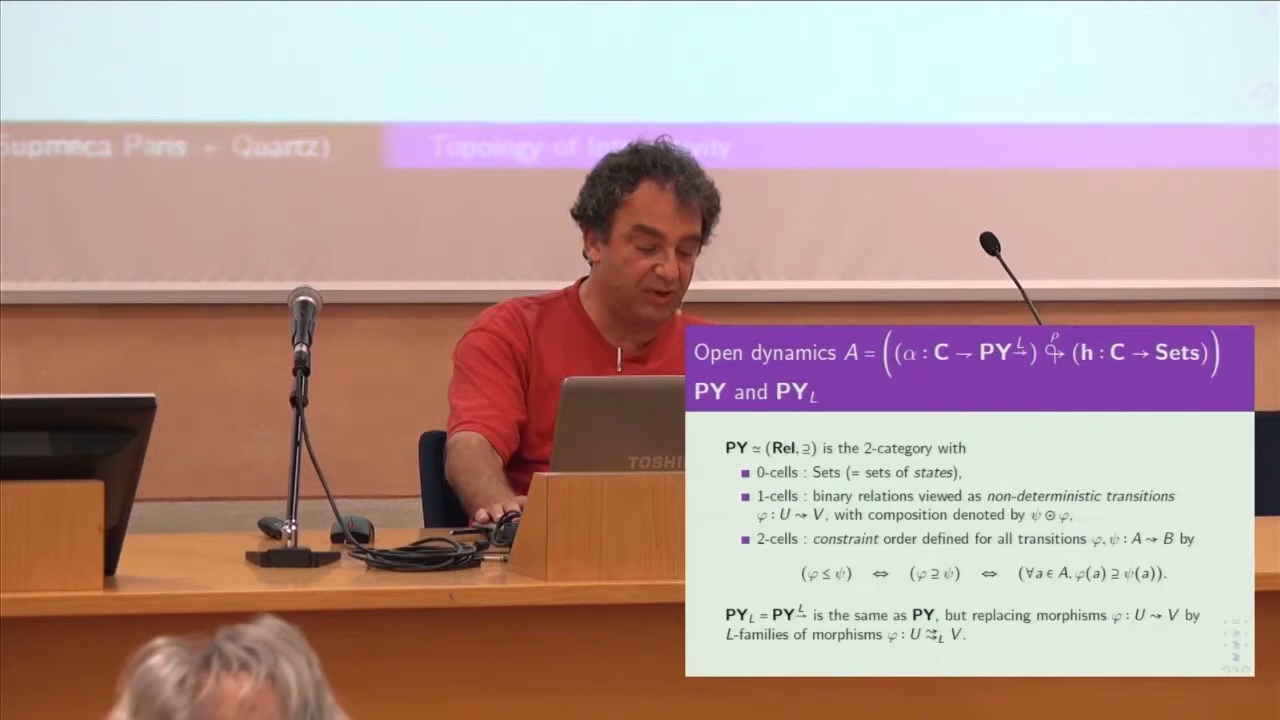 Supmeca Paris - Quartz)
Topology of
TOSHI
Open dynamics A = ((α : C ⇀ PY^L→) ρ⌽ (h : C → Sets))
PY and PY_L
PY ≃ (Rel, ⊇) is the 2-category with
0-cells : Sets (= sets of states),
1-cells : binary relations viewed as non-deterministic transitions
φ : U ⇝ V, with composition denoted by ψ ⊙ φ,
2-cells : constraint order defined for all transitions φ, ψ : A ⇝ B by
(φ ≤ ψ) ⇔ (φ ⊇ ψ) ⇔ (∀a ∈ A, φ(a) ⊇ ψ(a)).
PY_L = PY^L→ is the same as PY, but replacing morphisms φ : U ⇝ V by
L-families of morphisms φ : U ⇝_L V.